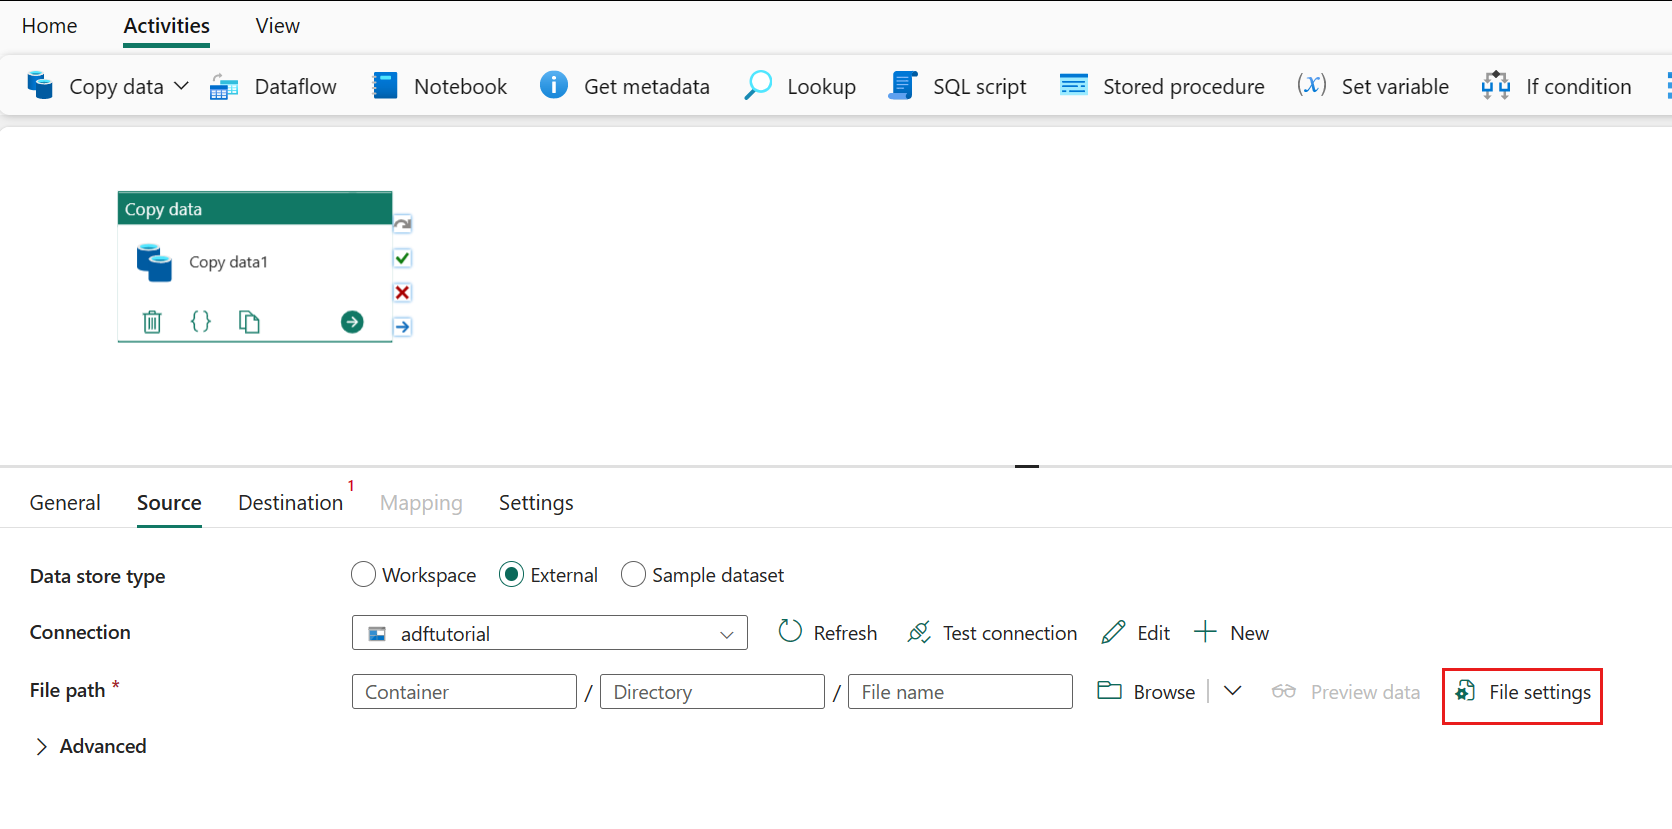 Home Activities View
Copy data Dataflow Notebook Get metadata Lookup SQL script Stored procedure (x) Set variable If condition
Copy data
Copy data1
General Source Destination 1 Mapping Settings
Data store type Workspace External Sample dataset
Connection adftutorial Refresh Test connection Edit New
File path * Container / Directory / File name Browse Preview data File settings
Advanced